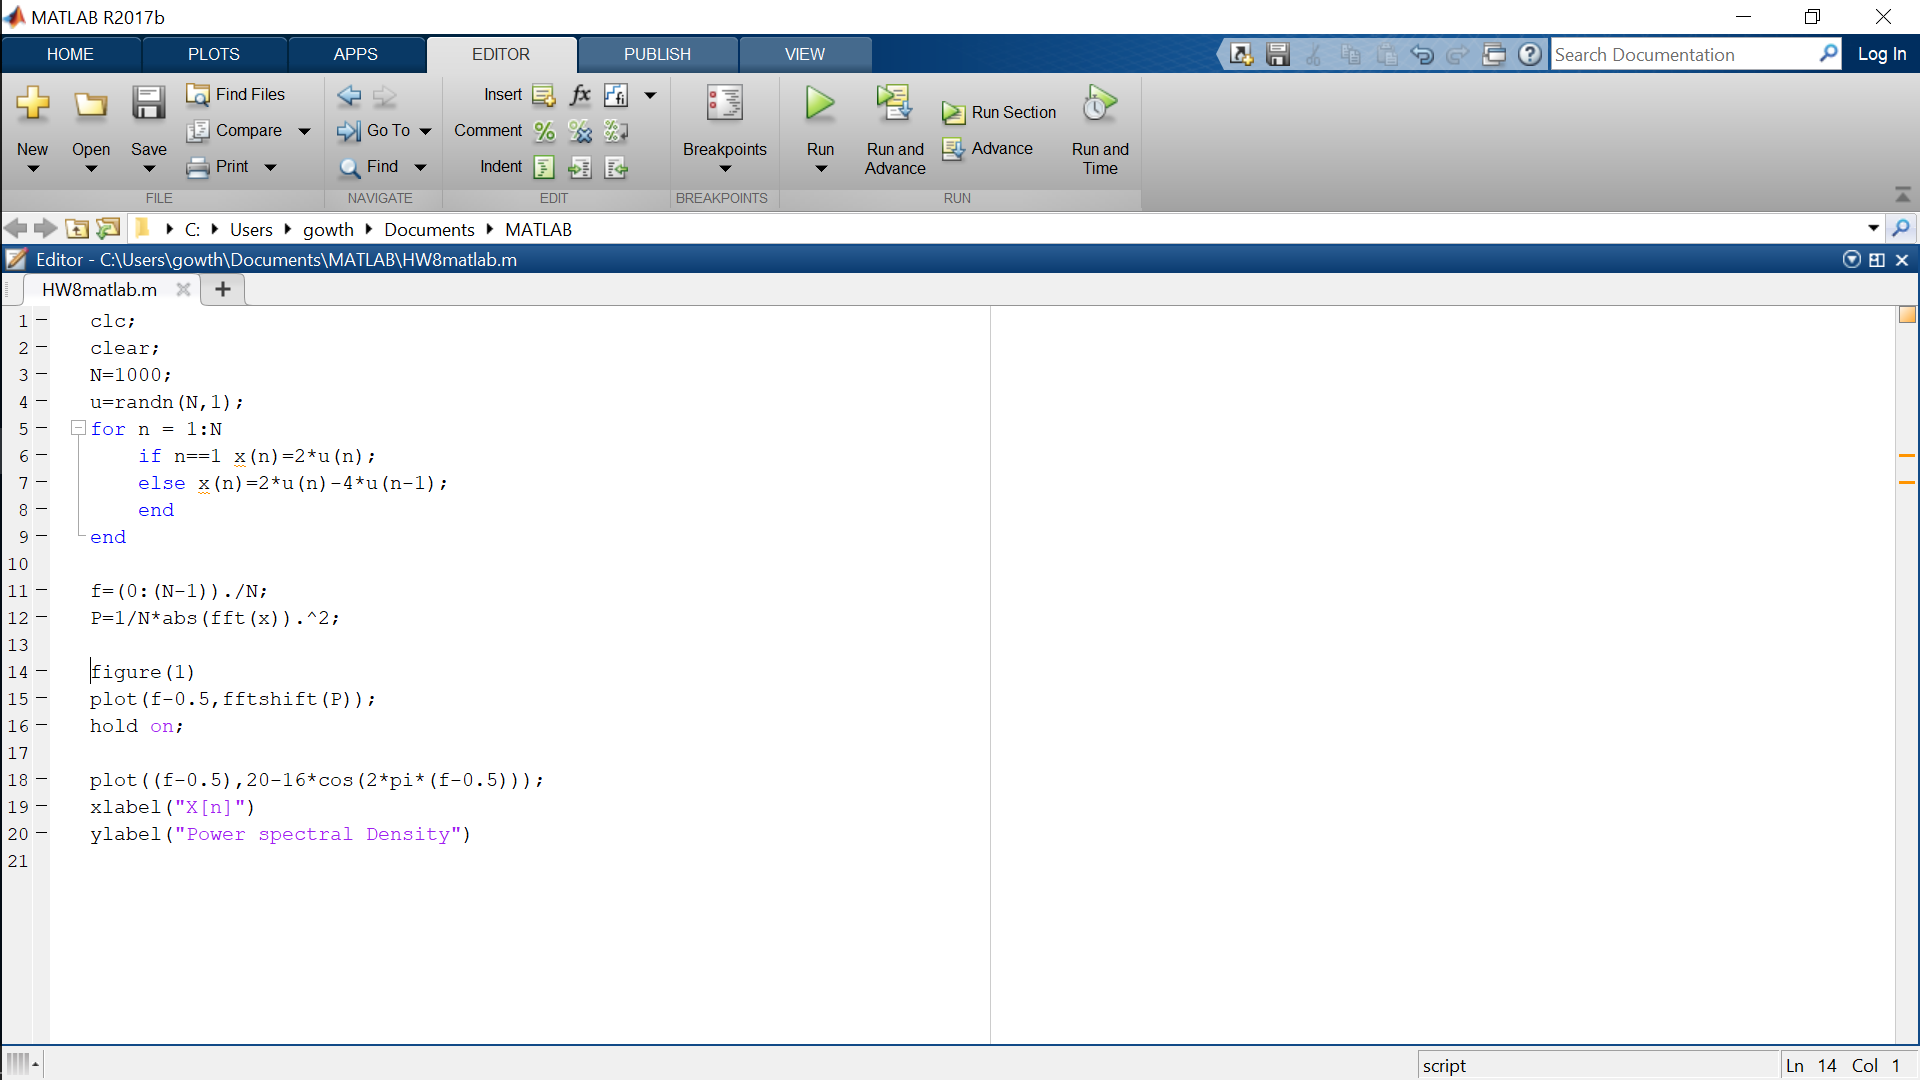 MATLAB R2017b
HOME PLOTS APPS EDITOR PUBLISH VIEW Search Documentation Log In
New Open Save Find Files Compare Print
FILE
Go To Find
NAVIGATE
Insert fx fi
Comment
Indent
EDIT
Breakpoints
BREAKPOINTS
Run Run and Advance Run Section Advance Run and Time
RUN
C: Users gowth Documents MATLAB
Editor - C:\Users\gowth\Documents\MATLAB\HW8matlab.m
HW8matlab.m +
1 clc;
2 clear;
3 N=1000;
4 u=randn(N,1);
5 for n = 1:N
6 if n==1 x(n)=2*u(n);
7 else x(n)=2*u(n)-4*u(n-1);
8 end
9 end
10
11 f=(0:(N-1))./N;
12 P=1/N*abs(fft(x)).^2;
13
14 figure(1)
15 plot(f-0.5,fftshift(P));
16 hold on;
17
18 plot((f-0.5),20-16*cos(2*pi*(f-0.5)));
19 xlabel("X[n]")
20 ylabel("Power spectral Density")
21
script Ln 14 Col 1